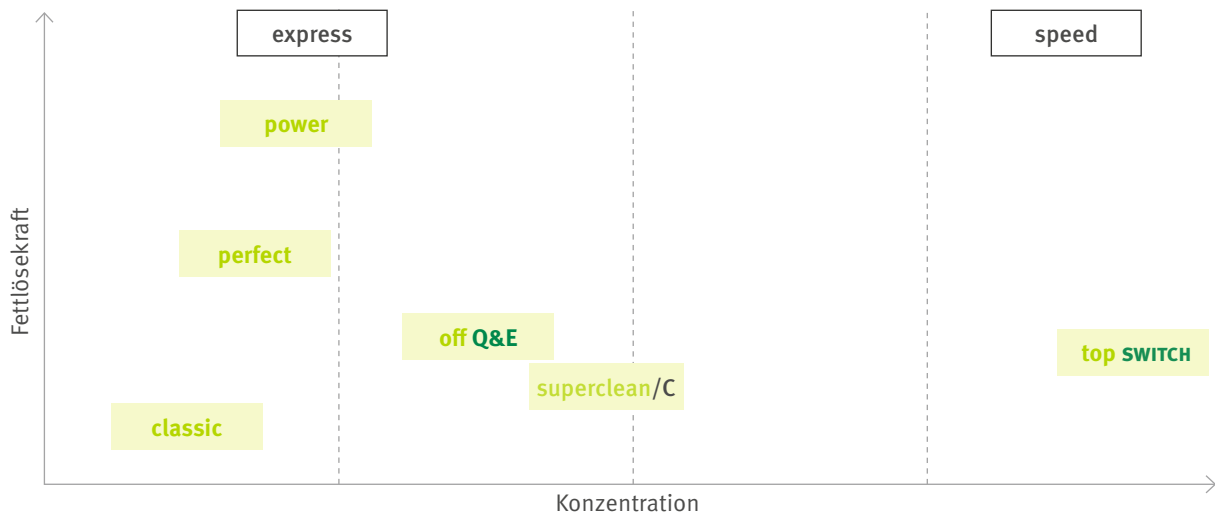 express
speed
power
perfect
off Q&E
top SWITCH
superclean/C
classic
Fettlösekraft
Konzentration